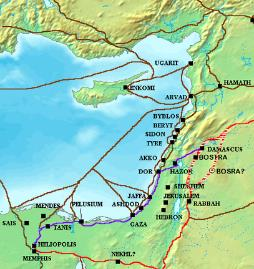 UGARIT
ENKOMI
HAMATH
ARVAD
BYBLOS
BERYT
SIDON
TYRE
DAMASCUS
BOSFRA
AKKO
HAZOR
BOSRA?
DOR
SHECHEM
JAFFA
JERUSALEM
ASHDOD
RABBAH
HEBRON
GAZA
MENDES
PELUSIUM
SAIS
TANIS
HELIOPOLIS
MEMPHIS
NEKHL?